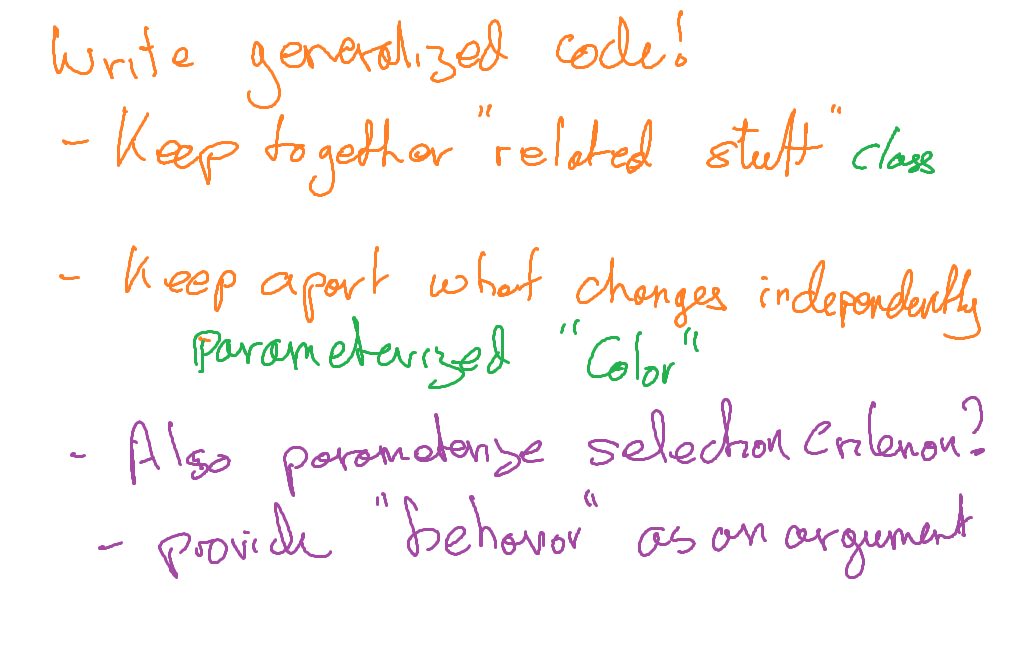 Write generalized code!
- Keep together "related stuff" class
- Keep apart what changes independently
Parameterized "Color"
- Also parameterize selection criterion?
- provide "behavior" as an argument